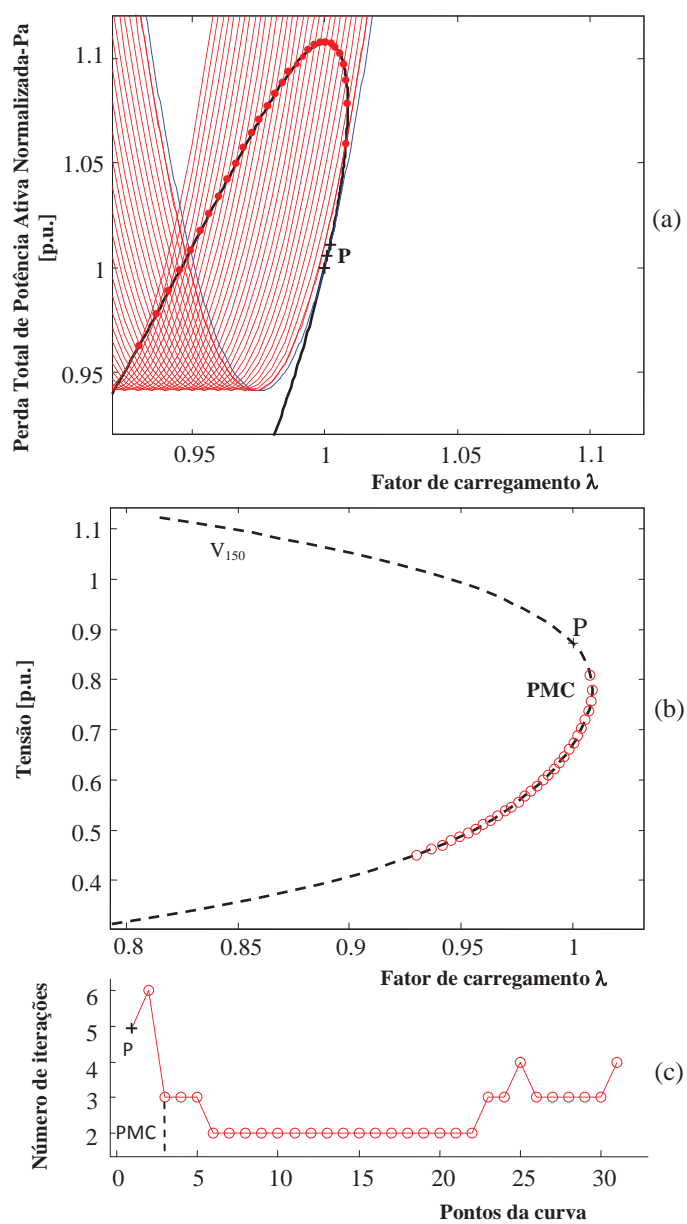 1.1
1.05
1
0.95
Perda Total de Potência Ativa Normalizada-Pa
[p.u.]
P
(a)
0.95
1
1.05
1.1
Fator de carregamento λ
1.1
1
0.9
0.8
0.7
0.6
0.5
0.4
Tensão [p.u.]
V150
P
PMC
(b)
0.8
0.85
0.9
0.95
1
Fator de carregamento λ
6
5
4
3
2
Número de iterações
P
PMC
(c)
0
5
10
15
20
25
30
Pontos da curva